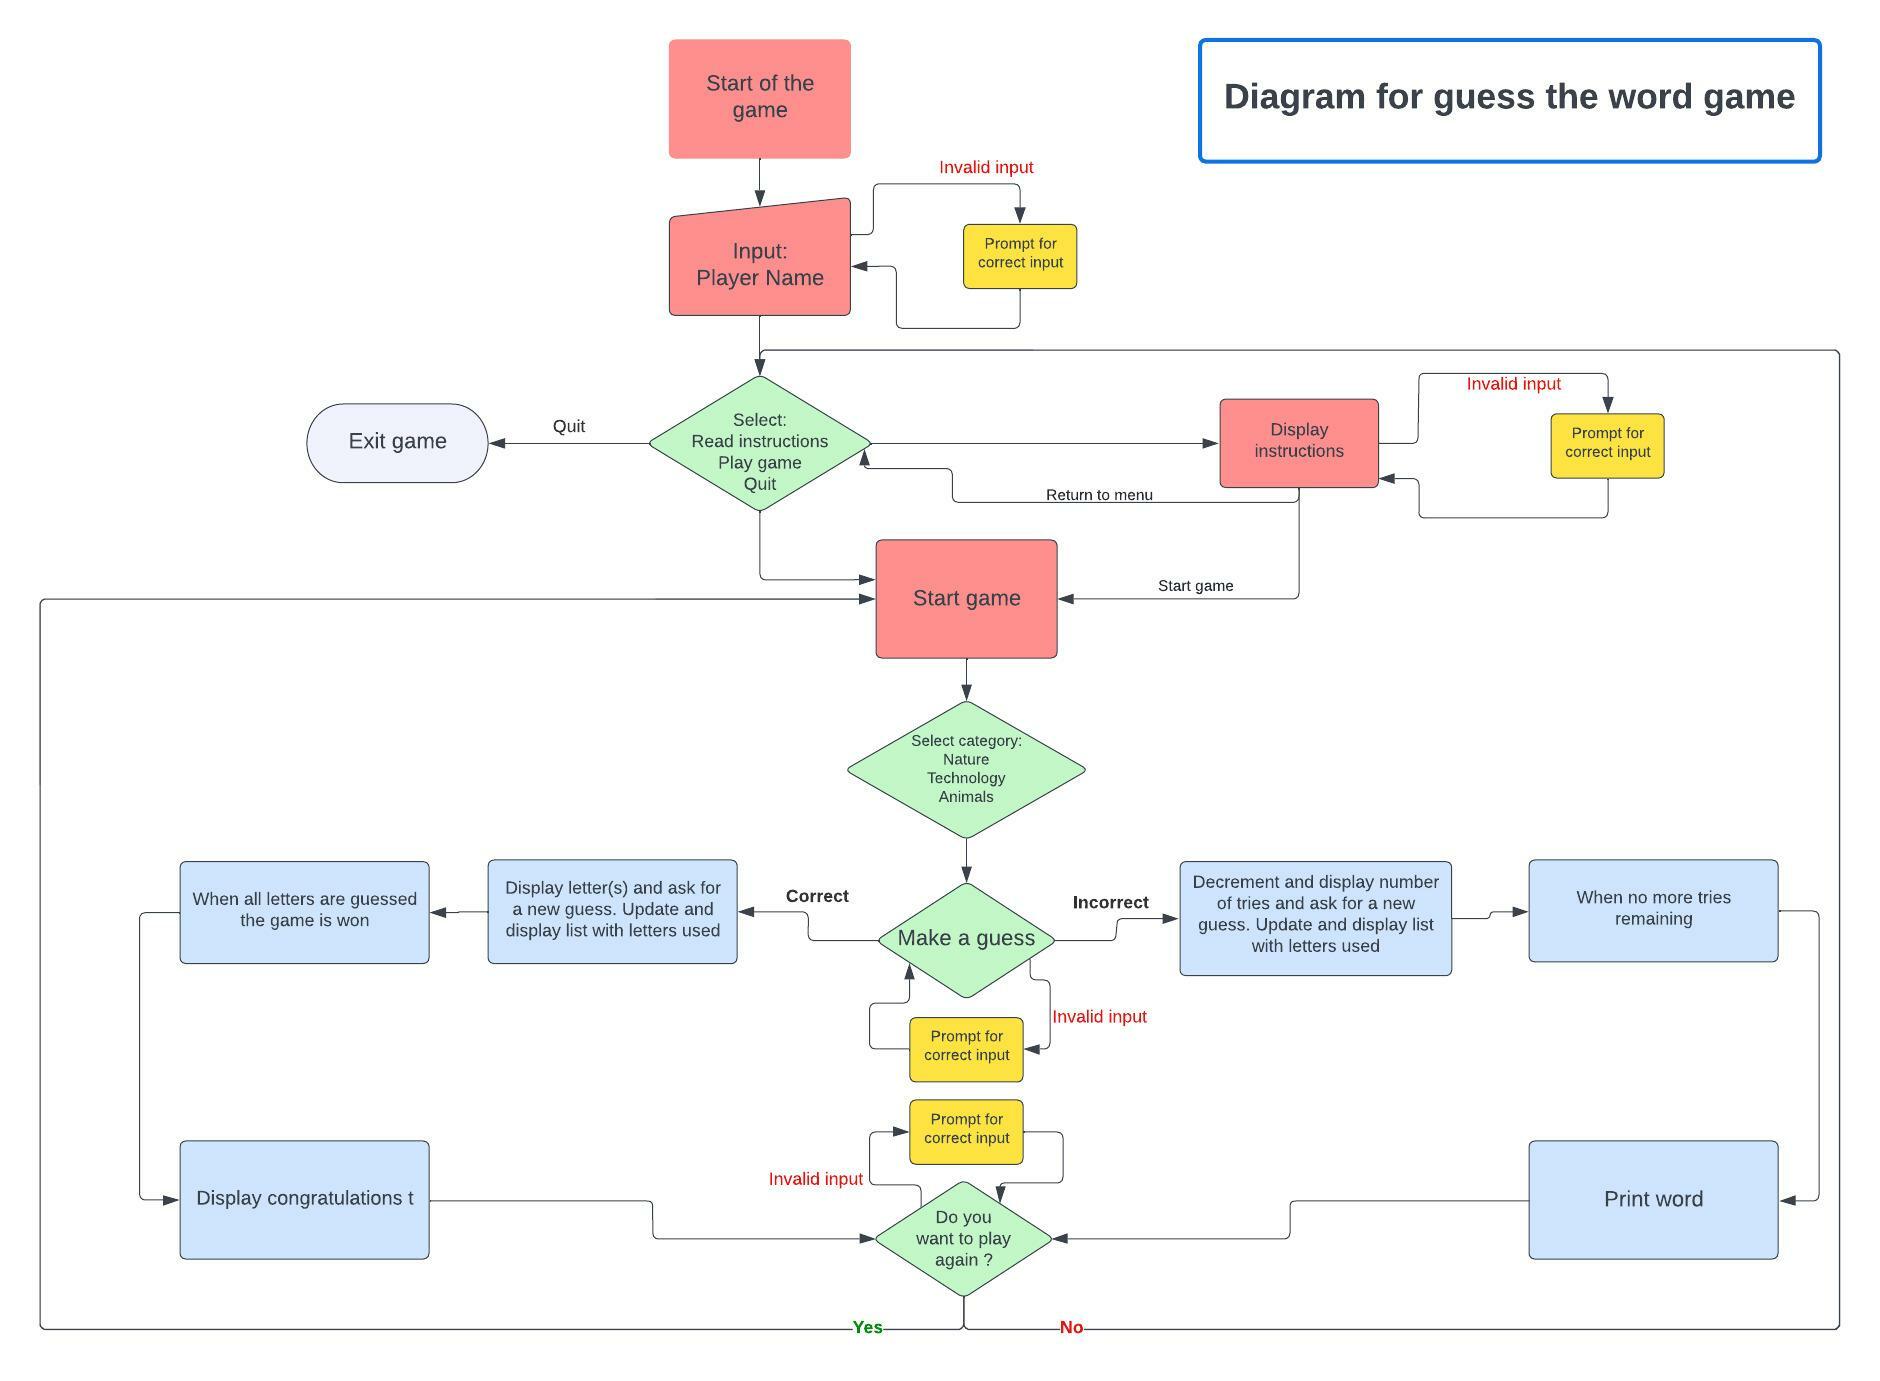 Diagram for guess the word game
Start of the
game
Invalid input
Input:
Player Name
Prompt for
correct input
Exit game
Quit
Select:
Read instructions
Play game
Quit
Display
instructions
Invalid input
Prompt for
correct input
Return to menu
Start game
Start game
Select category:
Nature
Technology
Animals
When all letters are guessed
the game is won
Display letter(s) and ask for
a new guess. Update and
display list with letters used
Correct
Make a guess
Incorrect
Decrement and display number
of tries and ask for a new
guess. Update and display list
with letters used
When no more tries
remaining
Invalid input
Prompt for
correct input
Prompt for
correct input
Invalid input
Display congratulations t
Do you
want to play
again ?
Print word
Yes
No